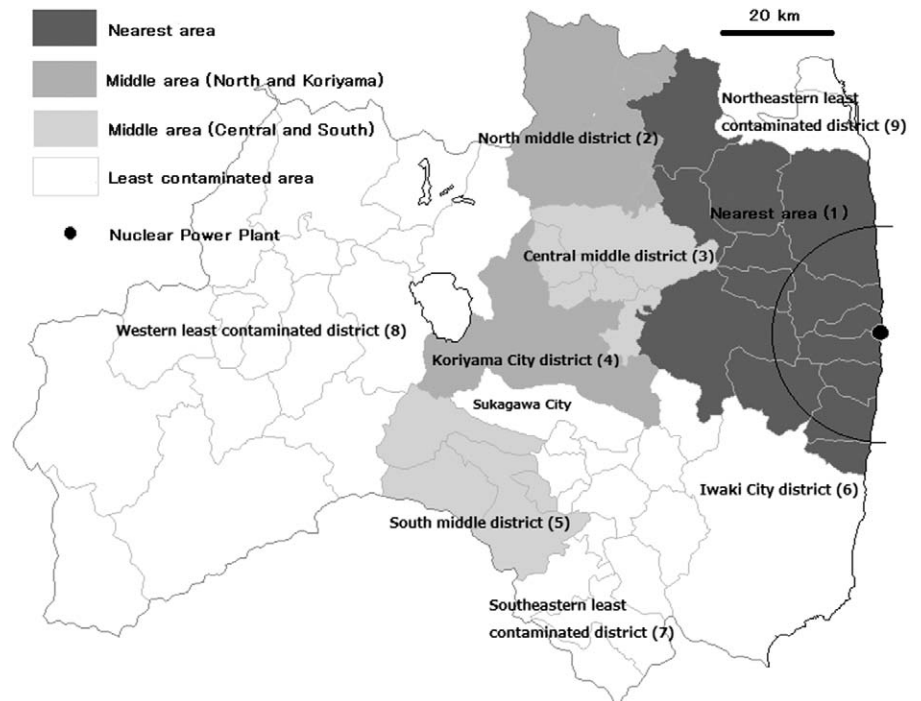 Nearest area
Middle area (North and Koriyama)
Middle area (Central and South)
Least contaminated area
Nuclear Power Plant
20 km
Northeastern least
contaminated district (9)
North middle district (2)
Nearest area (1)
Central middle district (3)
Western least contaminated district (8)
Koriyama City district (4)
Sukagawa City
Iwaki City district (6)
South middle district (5)
Southeastern least
contaminated district (7)